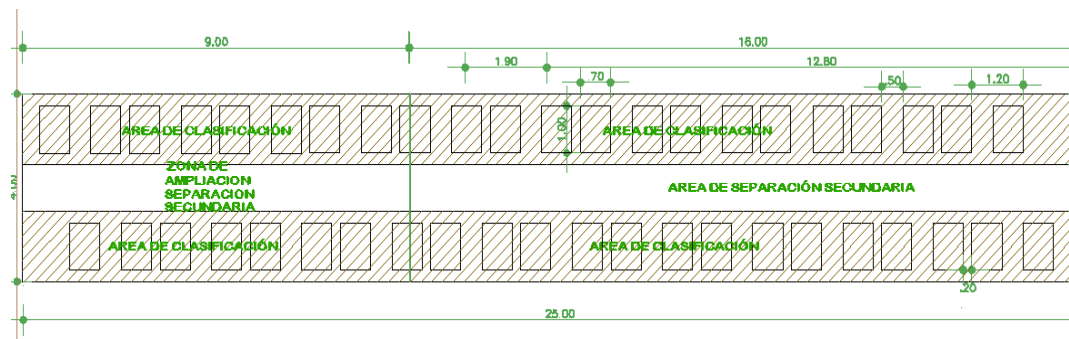 9.00
16.00
1.90
12.80
.70
.50
1.20
AREA DE CLASIFICACIÓN
1.00
AREA DE CLASIFICACIÓN
ZONA DE
AMPLIACION
SEPARACION
SECUNDARIA
AREA DE SEPARACIÓN SECUNDARIA
AREA DE CLASIFICACIÓN
AREA DE CLASIFICACIÓN
.20
25.00